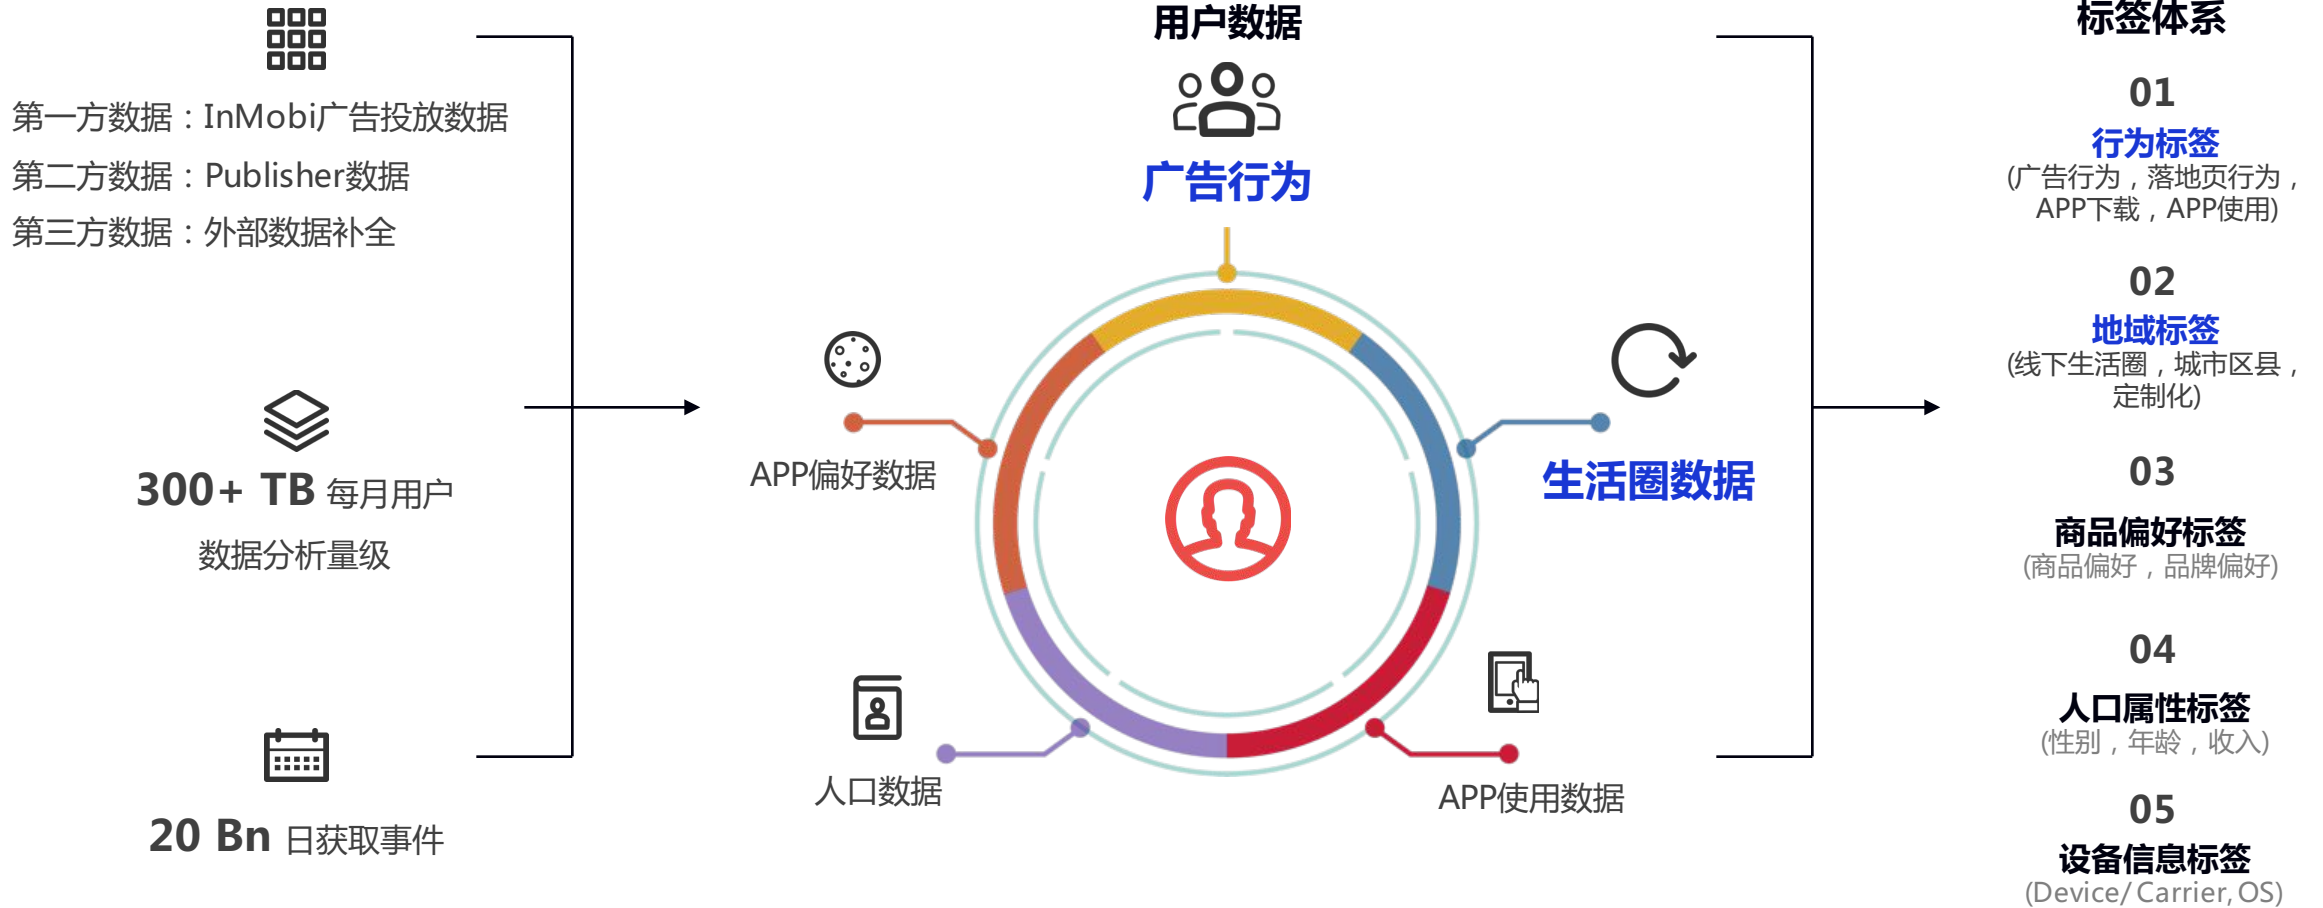 第一方数据：InMobi广告投放数据
第二方数据：Publisher数据
第三方数据：外部数据补全
300+ TB 每月用户
数据分析量级
20 Bn 日获取事件
用户数据
广告行为
APP偏好数据
生活圈数据
人口数据
APP使用数据
标签体系
01
行为标签
(广告行为，落地页行为，
APP下载，APP使用)
02
地域标签
(线下生活圈，城市区县，
定制化)
03
商品偏好标签
(商品偏好，品牌偏好)
04
人口属性标签
(性别，年龄，收入)
05
设备信息标签
(Device/ Carrier, OS)